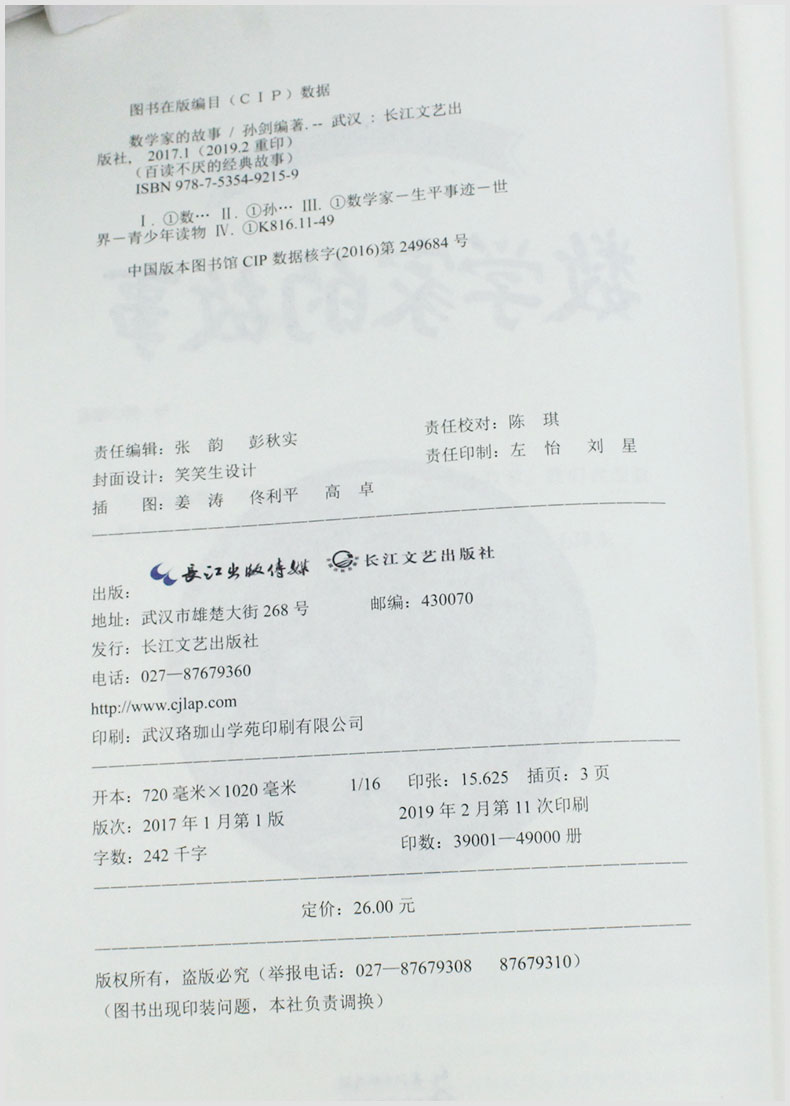 图书在版编目（CIP）数据
数学家的故事 / 孙剑编著. -- 武汉 : 长江文艺出
版社, 2017.1（2019.2 重印）
（百读不厌的经典故事）
ISBN 978-7-5354-9215-9
Ⅰ. ①数… Ⅱ. ①孙… Ⅲ. ①数学家－生平事迹－世
界－青少年读物 Ⅳ. ①K816.11-49
中国版本图书馆 CIP 数据核字(2016)第 249684 号
数学家的故事
责任编辑：张 韵 彭秋实 责任校对：陈 琪
封面设计：笑笑生设计 责任印制：左 怡 刘 星
插 图：姜 涛 佟利平 高 卓
出版： 长江出版传媒 长江文艺出版社
地址：武汉市雄楚大街 268 号 邮编：430070
发行：长江文艺出版社
电话：027—87679360
http://www.cjlap.com
印刷：武汉珞珈山学苑印刷有限公司
开本：720 毫米×1020 毫米 1/16 印张：15.625 插页：3 页
版次：2017 年 1 月第 1 版 2019 年 2 月第 11 次印刷
字数：242 千字 印数：39001—49000 册
定价：26.00 元
版权所有，盗版必究（举报电话：027—87679308 87679310）
（图书出现印装问题，本社负责调换）